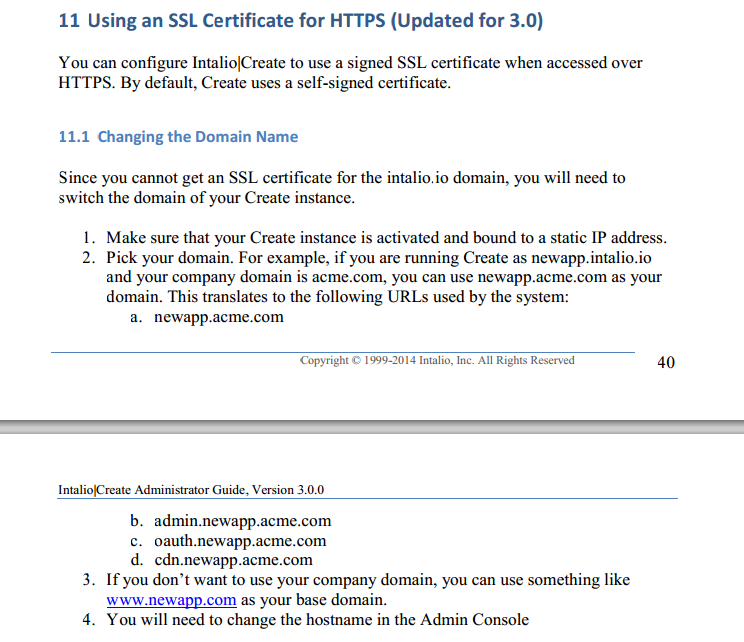 11 Using an SSL Certificate for HTTPS (Updated for 3.0)
You can configure Intalio|Create to use a signed SSL certificate when accessed over
HTTPS. By default, Create uses a self-signed certificate.
11.1 Changing the Domain Name
Since you cannot get an SSL certificate for the intalio.io domain, you will need to
switch the domain of your Create instance.
1. Make sure that your Create instance is activated and bound to a static IP address.
2. Pick your domain. For example, if you are running Create as newapp.intalio.io
and your company domain is acme.com, you can use newapp.acme.com as your
domain. This translates to the following URLs used by the system:
a. newapp.acme.com
Copyright © 1999-2014 Intalio, Inc. All Rights Reserved 40
Intalio|Create Administrator Guide, Version 3.0.0
b. admin.newapp.acme.com
c. oauth.newapp.acme.com
d. cdn.newapp.acme.com
3. If you don’t want to use your company domain, you can use something like
www.newapp.com as your base domain.
4. You will need to change the hostname in the Admin Console